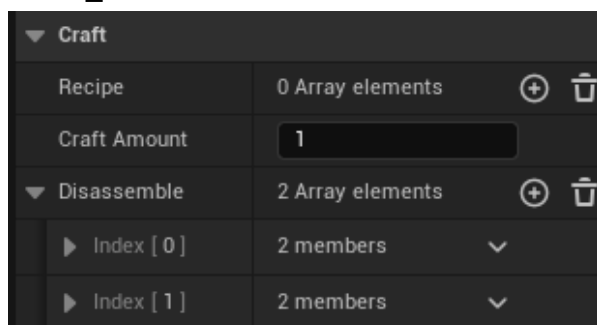 Craft
Recipe 0 Array elements
Craft Amount 1
Disassemble 2 Array elements
Index [ 0 ] 2 members
Index [ 1 ] 2 members